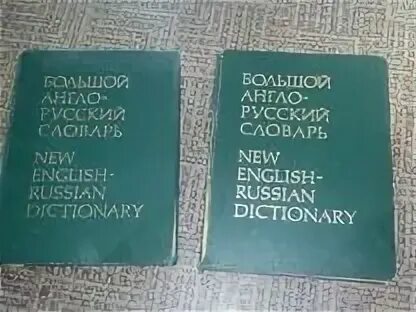 БОЛЬШОЙ
АНГЛО-
РУССКИЙ
СЛОВАРЬ
NEW
ENGLISH-
RUSSIAN
DICTIONARY
БОЛЬШОЙ
АНГЛО-
РУССКИЙ
СЛОВАРЬ
NEW
ENGLISH-
RUSSIAN
DICTIONARY